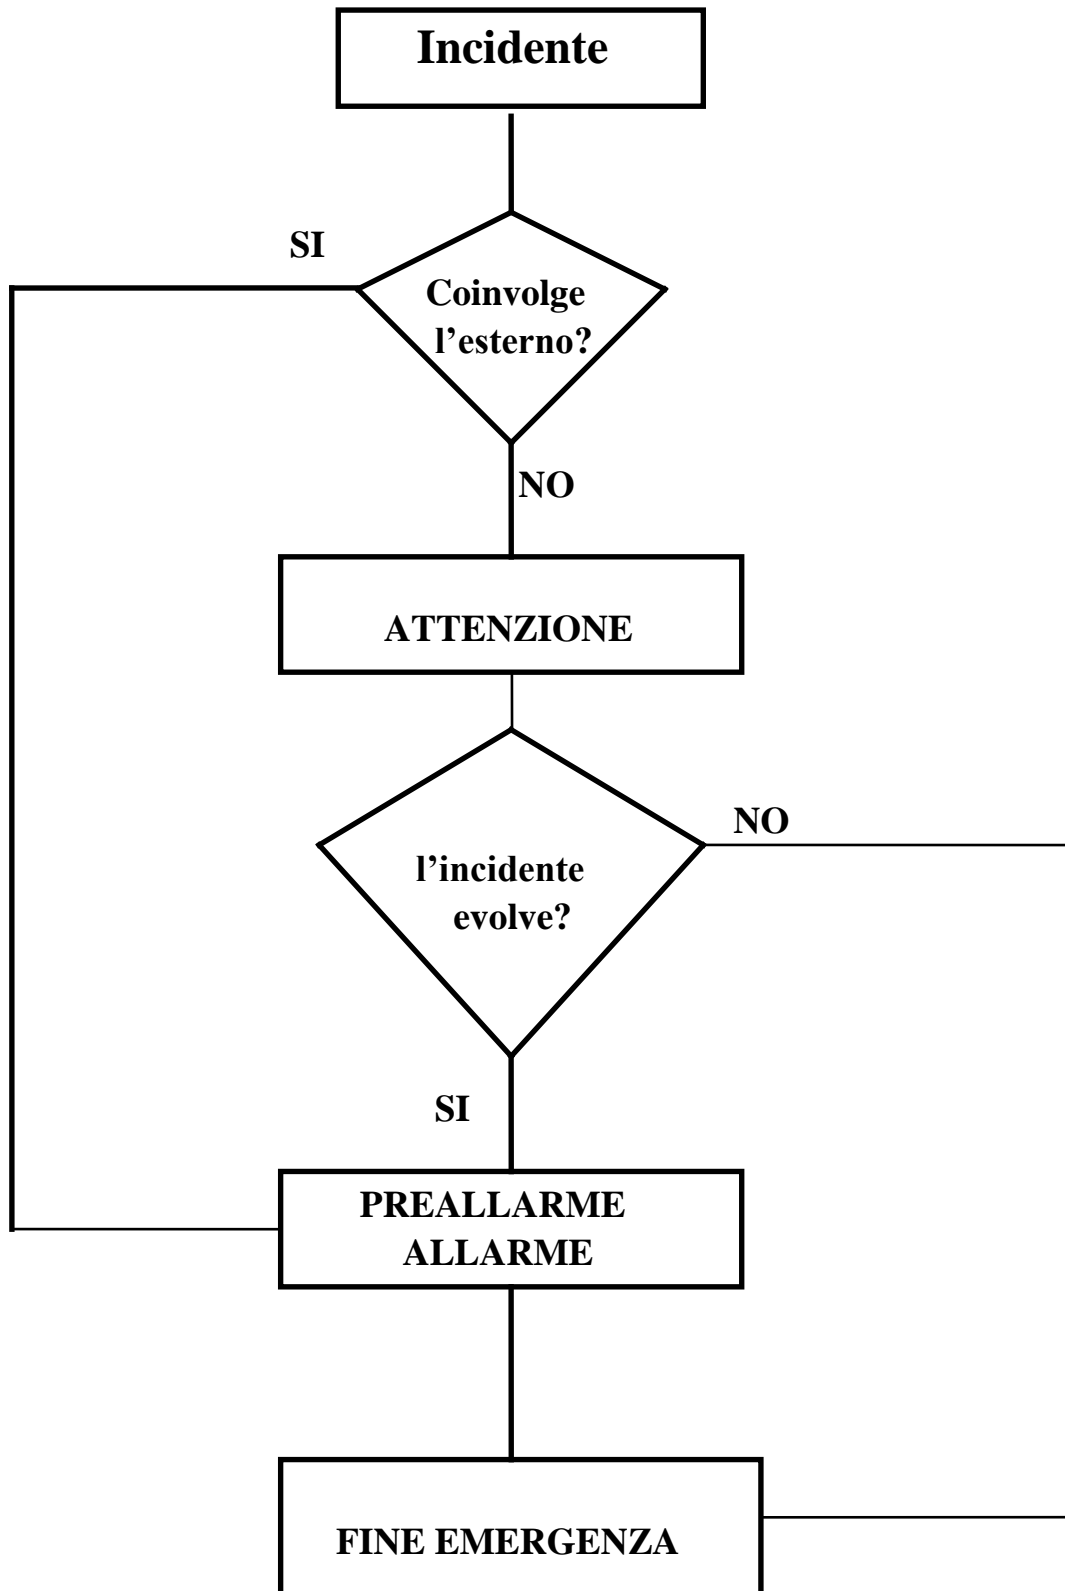 Incidente
SI
Coinvolge
l’esterno?
NO
ATTENZIONE
NO
l’incidente
evolve?
SI
PREALLARME
ALLARME
FINE EMERGENZA